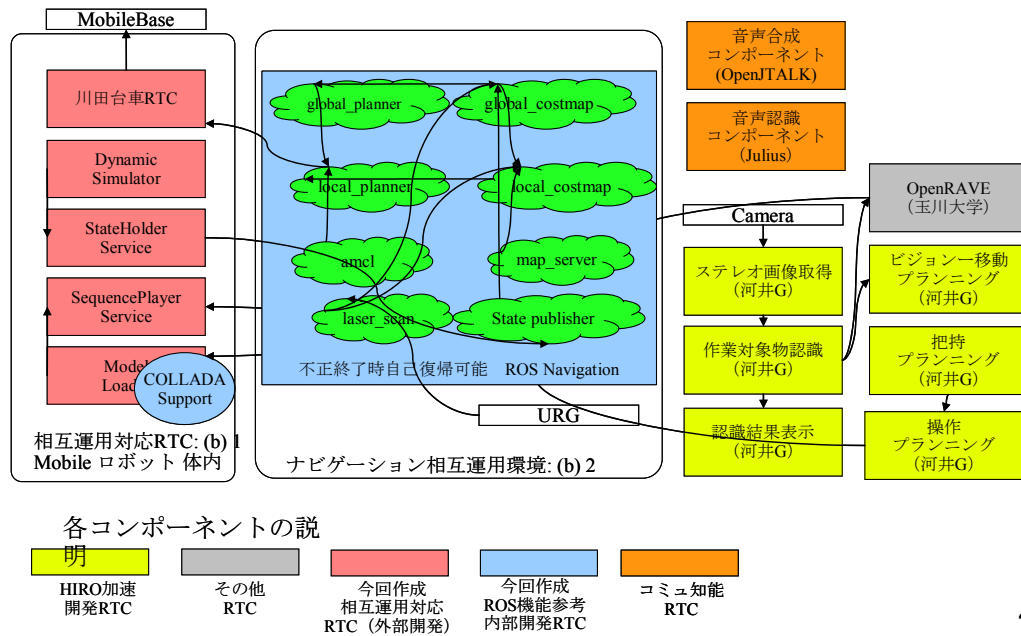 MobileBase
川田台車RTC
Dynamic
Simulator
StateHolder
Service
SequencePlayer
Service
Model
COLLADA
Support
相互運用対応RTC: (b) 1
Mobile ロボット 体内
global_planner
global_costmap
local_planner
local_costmap
amcl
map_server
laser_scan
State publisher
不正終了時自己復帰可能 ROS Navigation
URG
ナビゲーション相互運用環境: (b) 2
音声合成
コンポーネント
(OpenJTALK)
音声認識
コンポーネント
（Julius）
Camera
ステレオ画像取得
（河井G）
作業対象物認識
（河井G）
認識結果表示
（河井G）
OpenRAVE
（玉川大学）
ビジョンー移動
プランニング
（河井G）
把持
プランニング
（河井G）
操作
プランニング
（河井G）
各コンポーネントの説
明
HIRO加速
開発RTC
その他
RTC
今回作成
相互運用対応
RTC（外部開発）
今回作成
ROS機能参考
内部開発RTC
コミュ知能
RTC